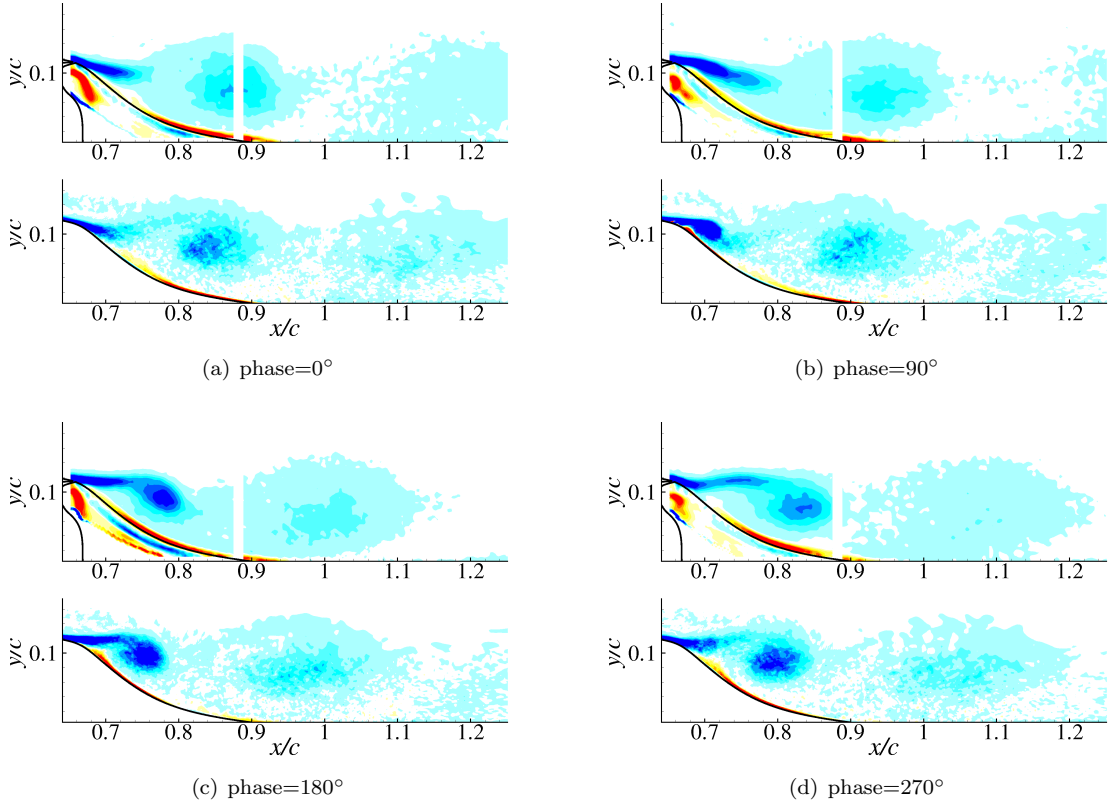 y/c
0.1
0.7 0.8 0.9 1 1.1 1.2
y/c
0.1
0.7 0.8 0.9 1 1.1 1.2
x/c
(a) phase=0°
y/c
0.1
0.7 0.8 0.9 1 1.1 1.2
y/c
0.1
0.7 0.8 0.9 1 1.1 1.2
x/c
(b) phase=90°
y/c
0.1
0.7 0.8 0.9 1 1.1 1.2
y/c
0.1
0.7 0.8 0.9 1 1.1 1.2
x/c
(c) phase=180°
y/c
0.1
0.7 0.8 0.9 1 1.1 1.2
y/c
0.1
0.7 0.8 0.9 1 1.1 1.2
x/c
(d) phase=270°